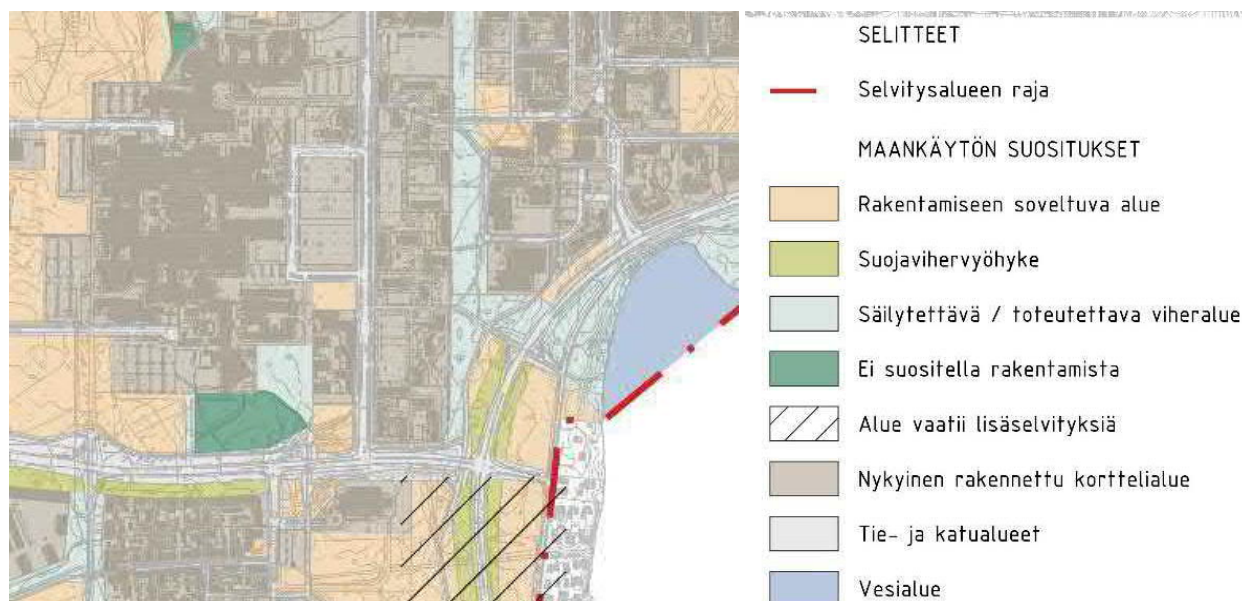 SELITTEET
Selvitysalueen raja
MAANKÄYTÖN SUOSITUKSET
Rakentamiseen soveltuva alue
Suojavihervyöhyke
Säilytettävä / toteutettava viheralue
Ei suositella rakentamista
Alue vaatii lisäselvityksiä
Nykyinen rakennettu korttelialue
Tie- ja katualueet
Vesialue